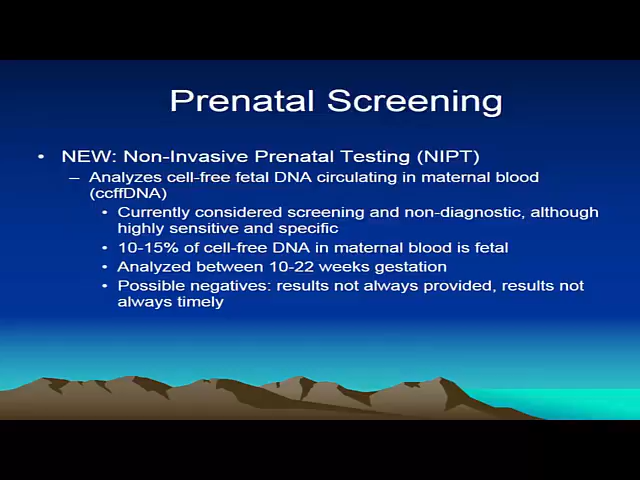 Prenatal Screening
• NEW: Non-Invasive Prenatal Testing (NIPT)
– Analyzes cell-free fetal DNA circulating in maternal blood
(ccffDNA)
• Currently considered screening and non-diagnostic, although
highly sensitive and specific
• 10-15% of cell-free DNA in maternal blood is fetal
• Analyzed between 10-22 weeks gestation
• Possible negatives: results not always provided, results not
always timely